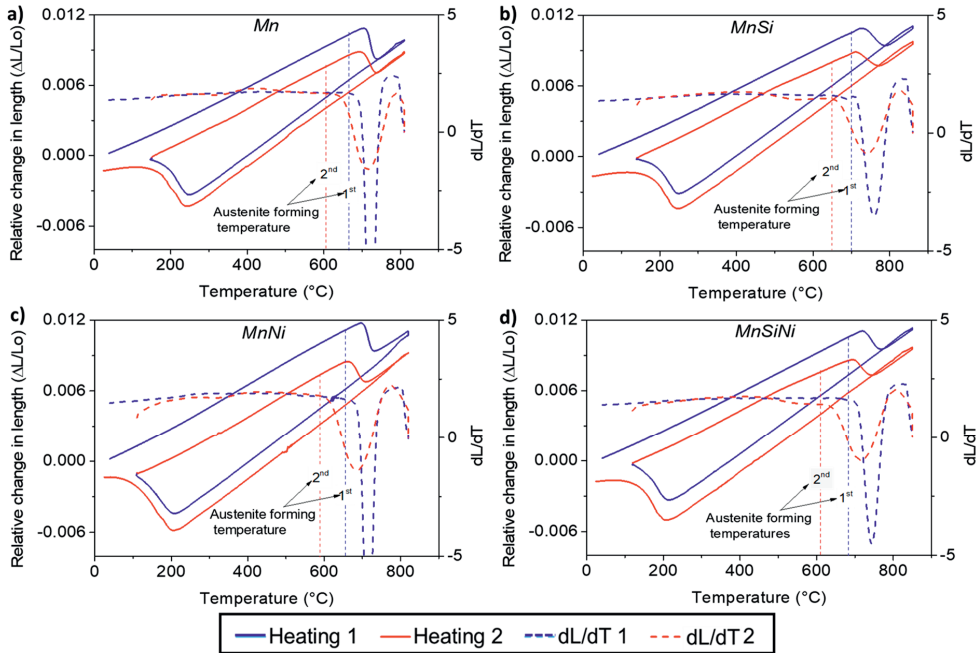 a)
Mn
0.012
0.006
0.000
-0.006
Relative change in length (ΔL/Lo)
5
0
-5
dL/dT
2nd
1st
Austenite forming
temperature
0 200 400 600 800
Temperature (°C)
b)
MnSi
0.012
0.006
0.000
-0.006
Relative change in length (ΔL/Lo)
5
0
-5
dL/dT
2nd
1st
Austenite forming
temperature
0 200 400 600 800
Temperature (°C)
c)
MnNi
0.012
0.006
0.000
-0.006
Relative change in length (ΔL/Lo)
5
0
-5
dL/dT
2nd
1st
Austenite forming
temperature
0 200 400 600 800
Temperature (°C)
d)
MnSiNi
0.012
0.006
0.000
-0.006
Relative change in length (ΔL/Lo)
5
0
-5
dL/dT
2nd
1st
Austenite forming
temperatures
0 200 400 600 800
Temperature (°C)
Heating 1 Heating 2 dL/dT 1 dL/dT 2